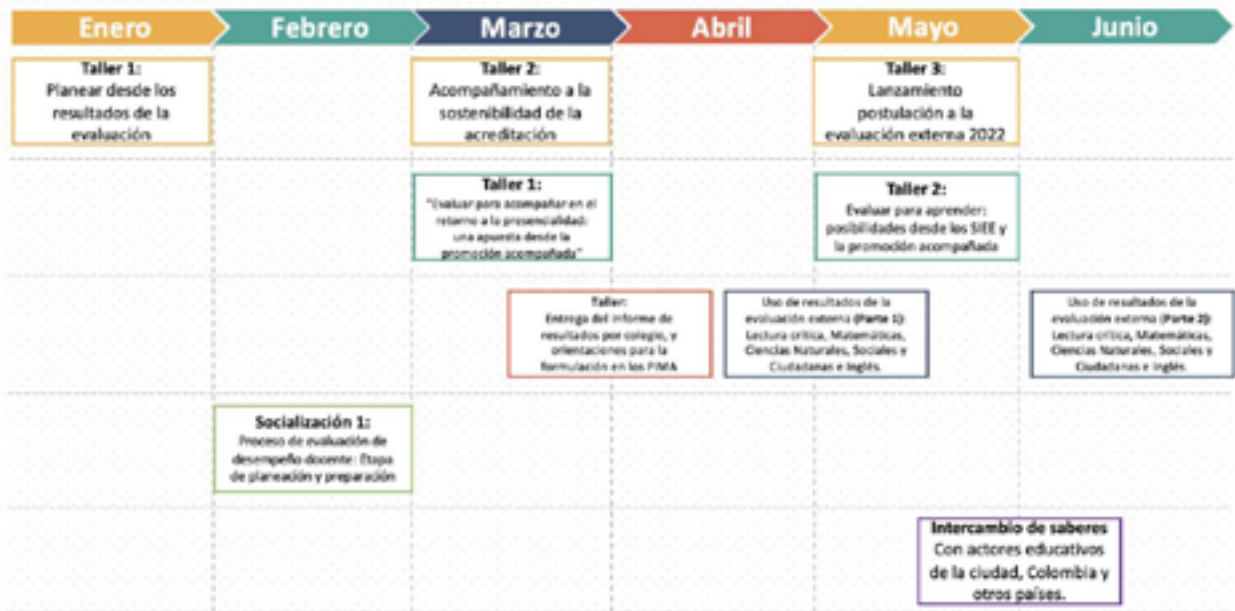 Enero
Febrero
Marzo
Abril
Mayo
Junio
Taller 1:
Planear desde los
resultados de la
evaluación
Taller 2:
Acompañamiento a la
sostenibilidad de la
acreditación
Taller 3:
Lanzamiento
postulación a la
evaluación externa 2022
Taller 1:
"Evaluar para acompañar en el
retorno a la presencialidad:
una apuesta desde la
promoción acompañada"
Taller 2:
Evaluar para aprender:
posibilidades desde los SIEE y
la promoción acompañada
Taller:
Entrega del informe de
resultados por colegio, y
orientaciones para la
formulación en los PIMA
Uso de resultados de la
evaluación externa (Parte 1):
Lectura crítica, Matemáticas,
Ciencias Naturales, Sociales y
Ciudadanas e Inglés.
Uso de resultados de la
evaluación externa (Parte 2):
Lectura crítica, Matemáticas,
Ciencias Naturales, Sociales y
Ciudadanas e Inglés.
Socialización 1:
Proceso de evaluación de
desempeño docente: Etapa
de planeación y preparación
Intercambio de saberes
Con actores educativos
de la ciudad, Colombia y
otros países.